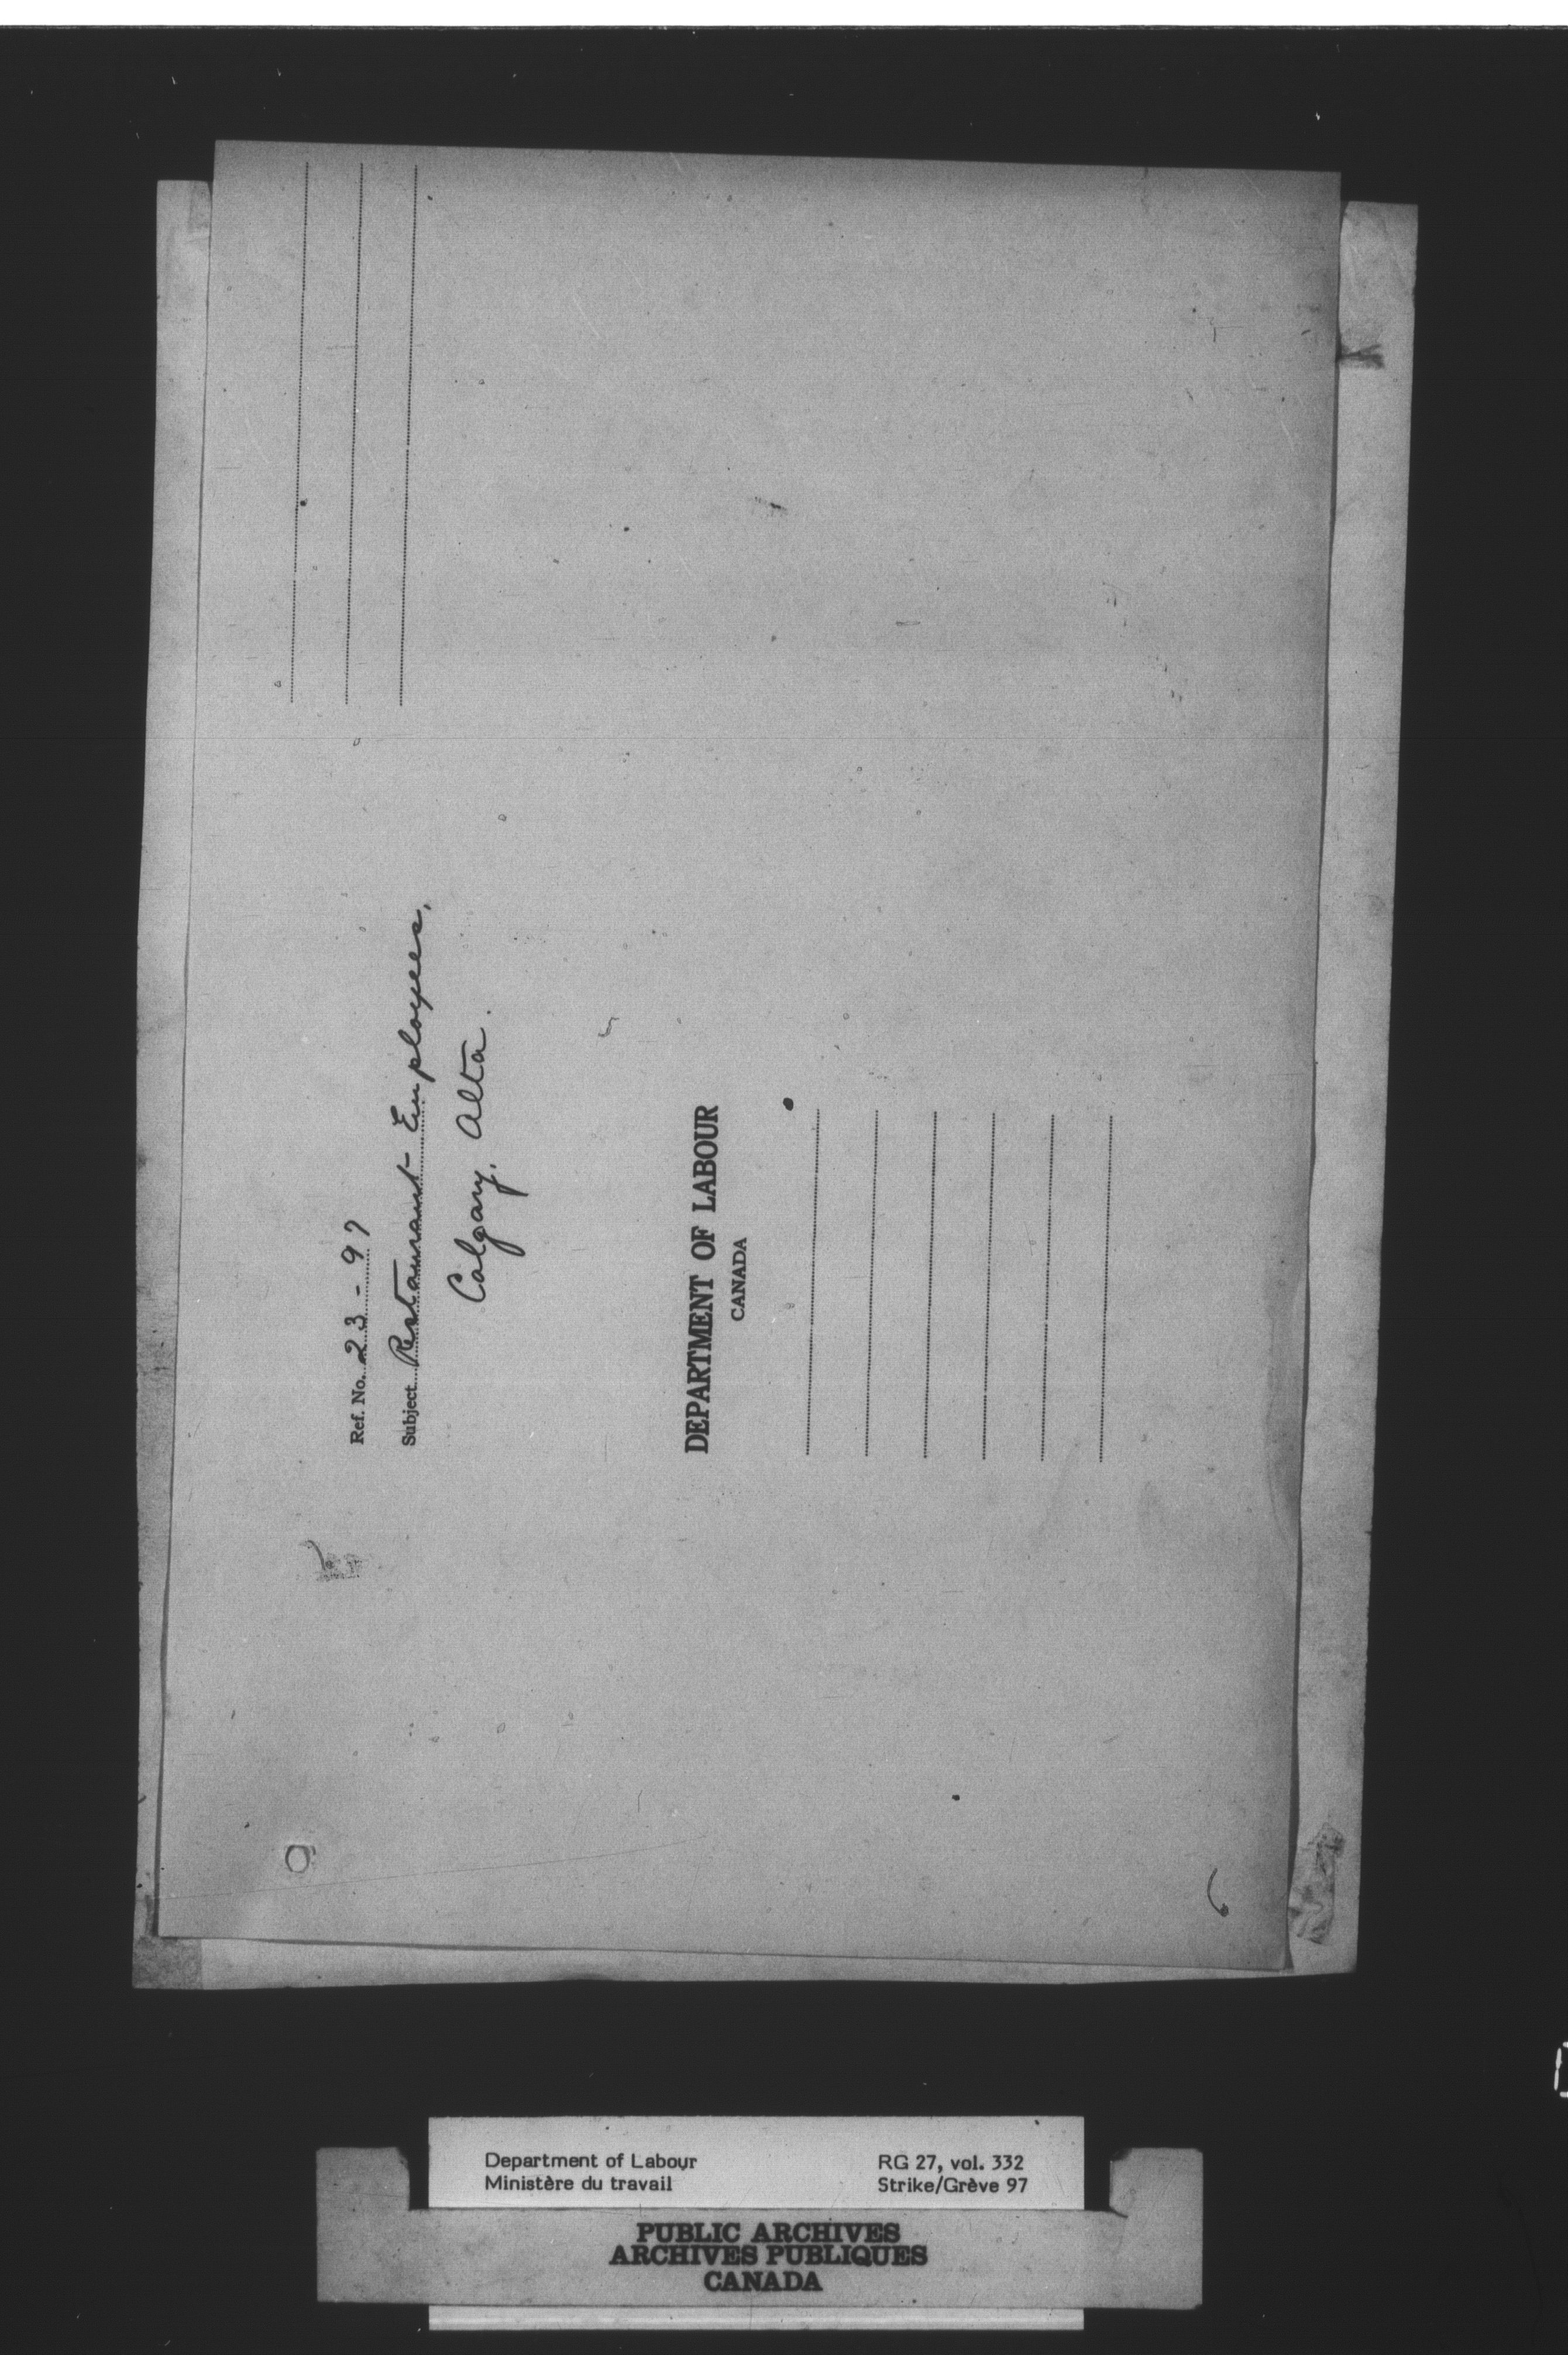 Ref. No. 23-97
Subject Restaurant Employees,
Calgary, Alta.
DEPARTMENT OF LABOUR
CANADA
Department of Labour
Ministère du travail
RG 27, vol. 332
Strike/Grève 97
PUBLIC ARCHIVES
ARCHIVES PUBLIQUES
CANADA